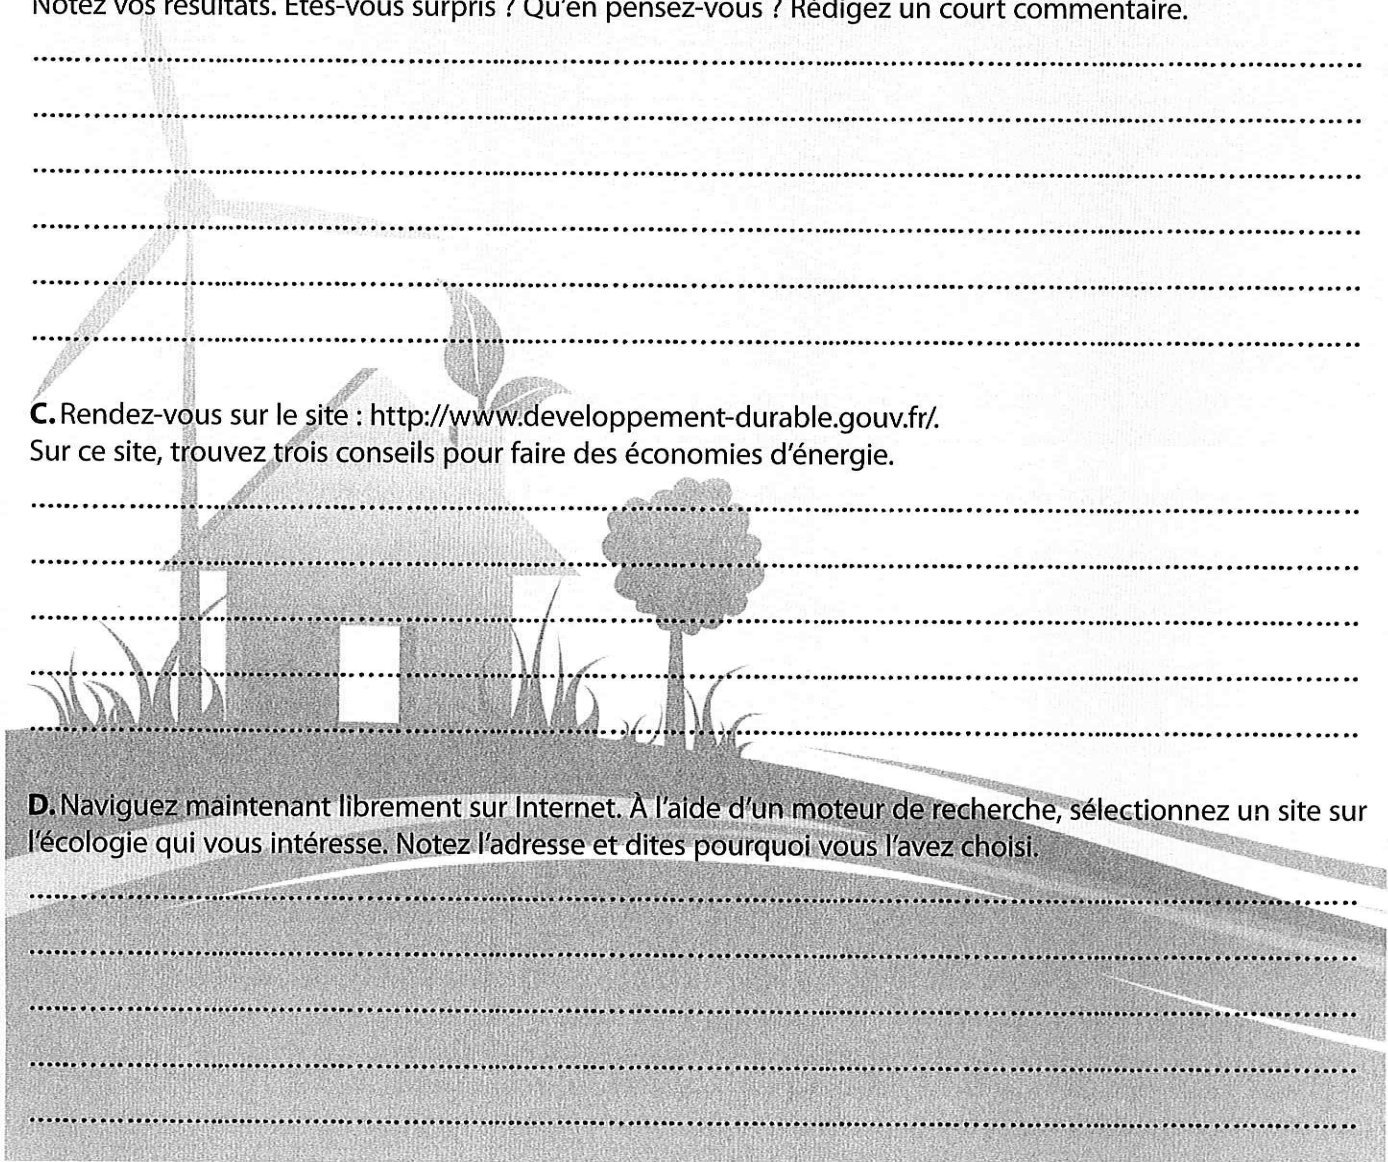 Notez vos résultats. Êtes-vous surpris ? Qu'en pensez-vous ? Rédigez un court commentaire.
C. Rendez-vous sur le site : http://www.developpement-durable.gouv.fr/.
Sur ce site, trouvez trois conseils pour faire des économies d'énergie.
D. Naviguez maintenant librement sur Internet. À l'aide d'un moteur de recherche, sélectionnez un site sur
l'écologie qui vous intéresse. Notez l'adresse et dites pourquoi vous l'avez choisi.